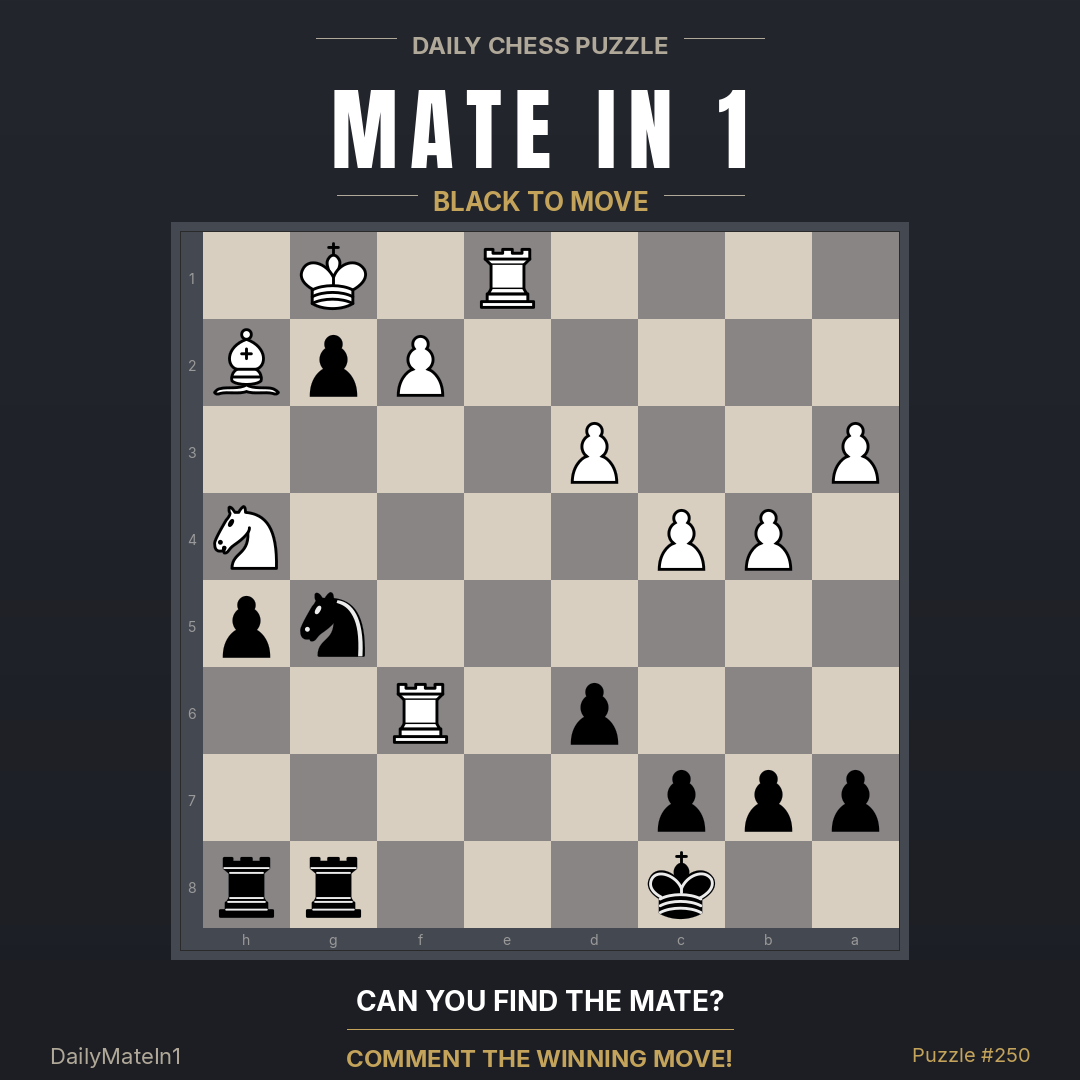 DAILY CHESS PUZZLE
MATE IN 1
BLACK TO MOVE
1
2
3
4
5
6
7
8
h g f e d c b a
CAN YOU FIND THE MATE?
DailyMateIn1
COMMENT THE WINNING MOVE!
Puzzle #250